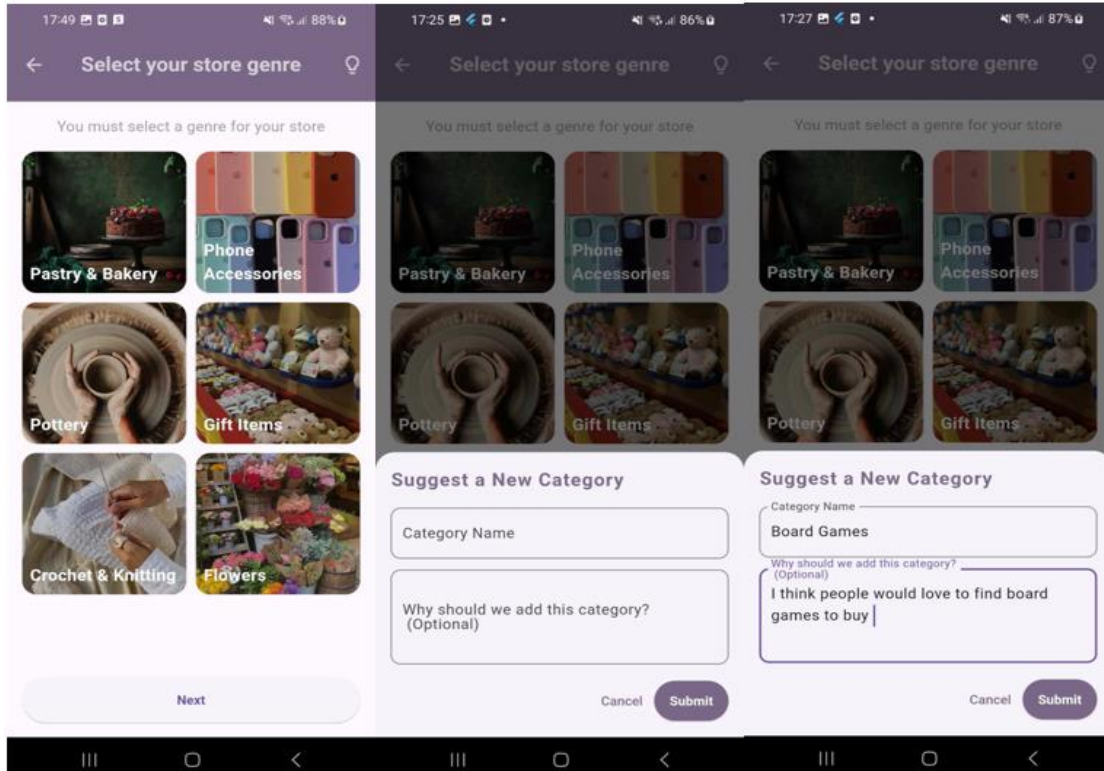 17:49 88%
Select your store genre
You must select a genre for your store
Pastry & Bakery
Phone
Accessories
Pottery
Gift Items
Crochet & Knitting
Flowers
Next
17:25 86%
Select your store genre
You must select a genre for your store
Pastry & Bakery
Phone
Accessories
Pottery
Gift Items
Suggest a New Category
Category Name
Why should we add this category?
(Optional)
Cancel Submit
17:27 87%
Select your store genre
You must select a genre for your store
Pastry & Bakery
Phone
Accessories
Pottery
Gift Items
Suggest a New Category
Category Name
Board Games
Why should we add this category?
(Optional)
I think people would love to find board
games to buy
Cancel Submit